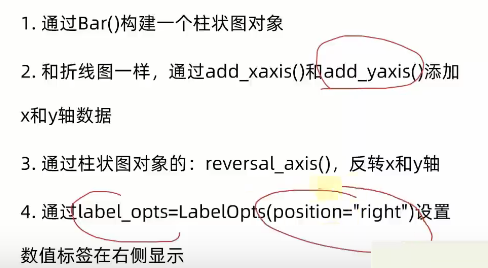 1. 通过Bar()构建一个柱状图对象
2. 和折线图一样，通过add_xaxis()和add_yaxis()添加
x和y轴数据
3. 通过柱状图对象的：reversal_axis()，反转x和y轴
4. 通过label_opts=LabelOpts(position="right")设置
数值标签在右侧显示